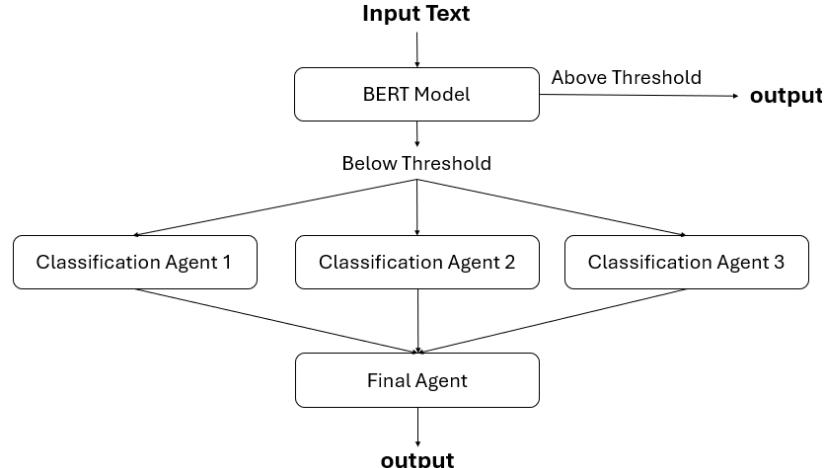 Input Text
Above Threshold
BERT Model
output
Below Threshold
Classification Agent 1
Classification Agent 2
Classification Agent 3
Final Agent
output